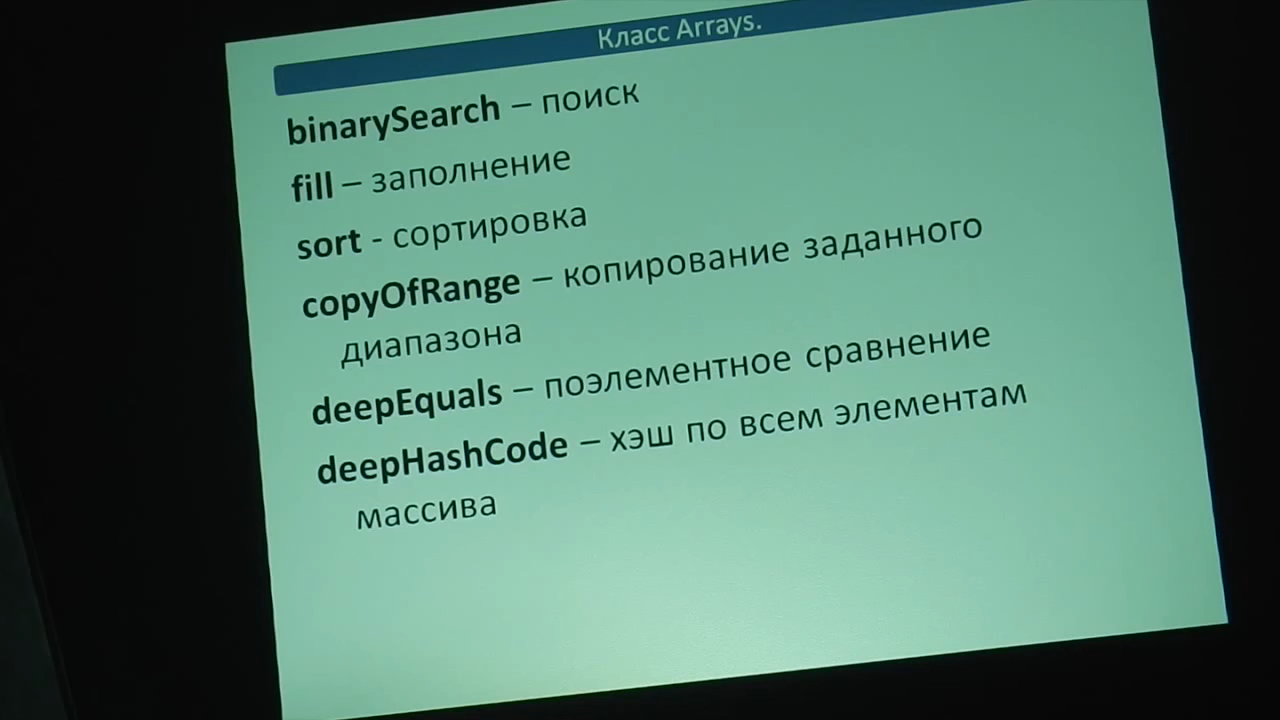 Класс Arrays.
binarySearch – поиск
fill – заполнение
sort - сортировка
copyOfRange – копирование заданного
диапазона
deepEquals – поэлементное сравнение
deepHashCode – хэш по всем элементам
массива